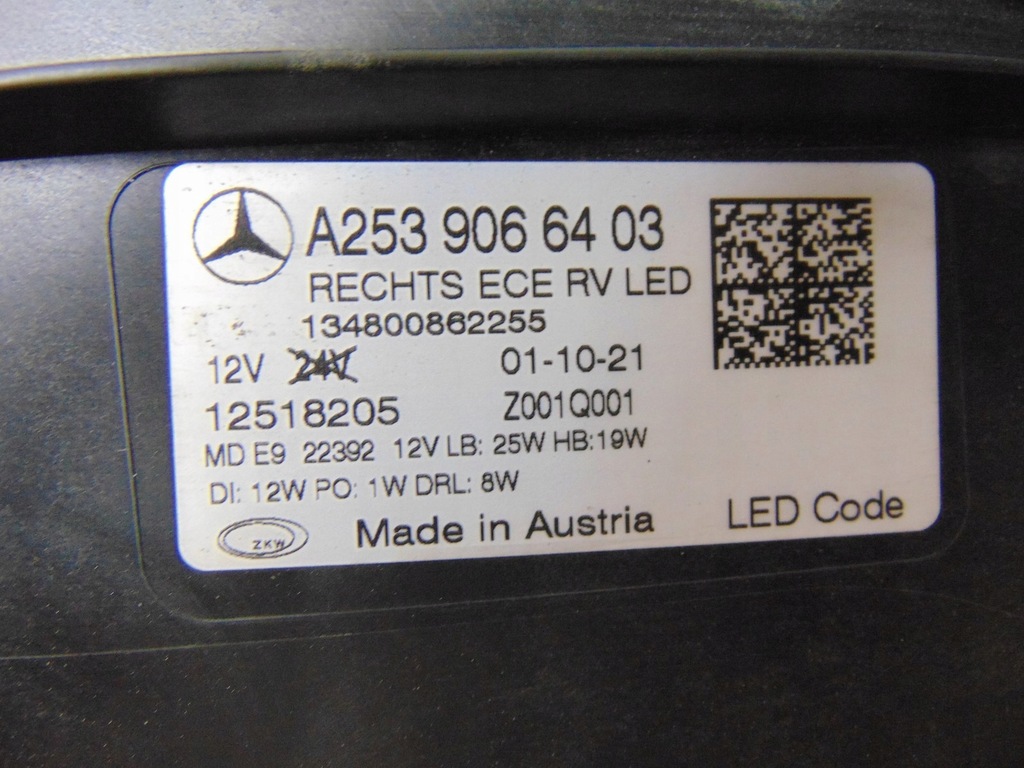 A253 906 64 03
RECHTS ECE RV LED
134800862255
12V 24V 01-10-21
12518205 Z001Q001
MD E9 22392 12V LB: 25W HB:19W
DI: 12W PO: 1W DRL: 8W
ZKW Made in Austria LED Code